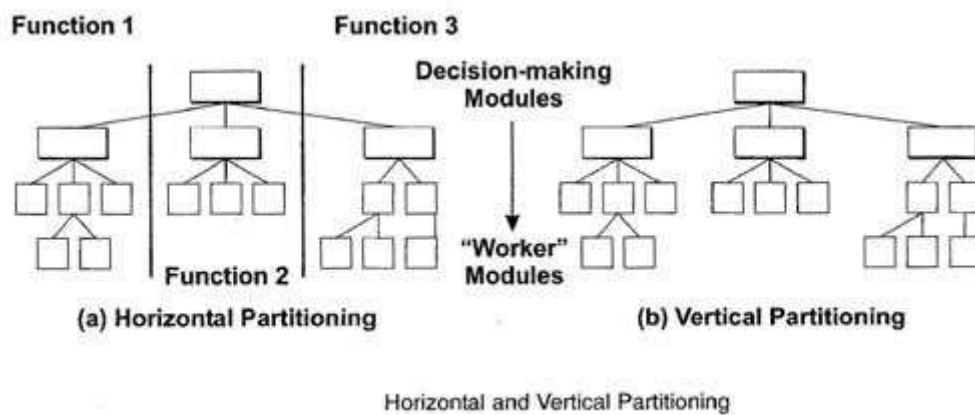 Function 1
Function 3
Decision-making
Modules
"Worker"
Modules
Function 2
(a) Horizontal Partitioning
(b) Vertical Partitioning
Horizontal and Vertical Partitioning